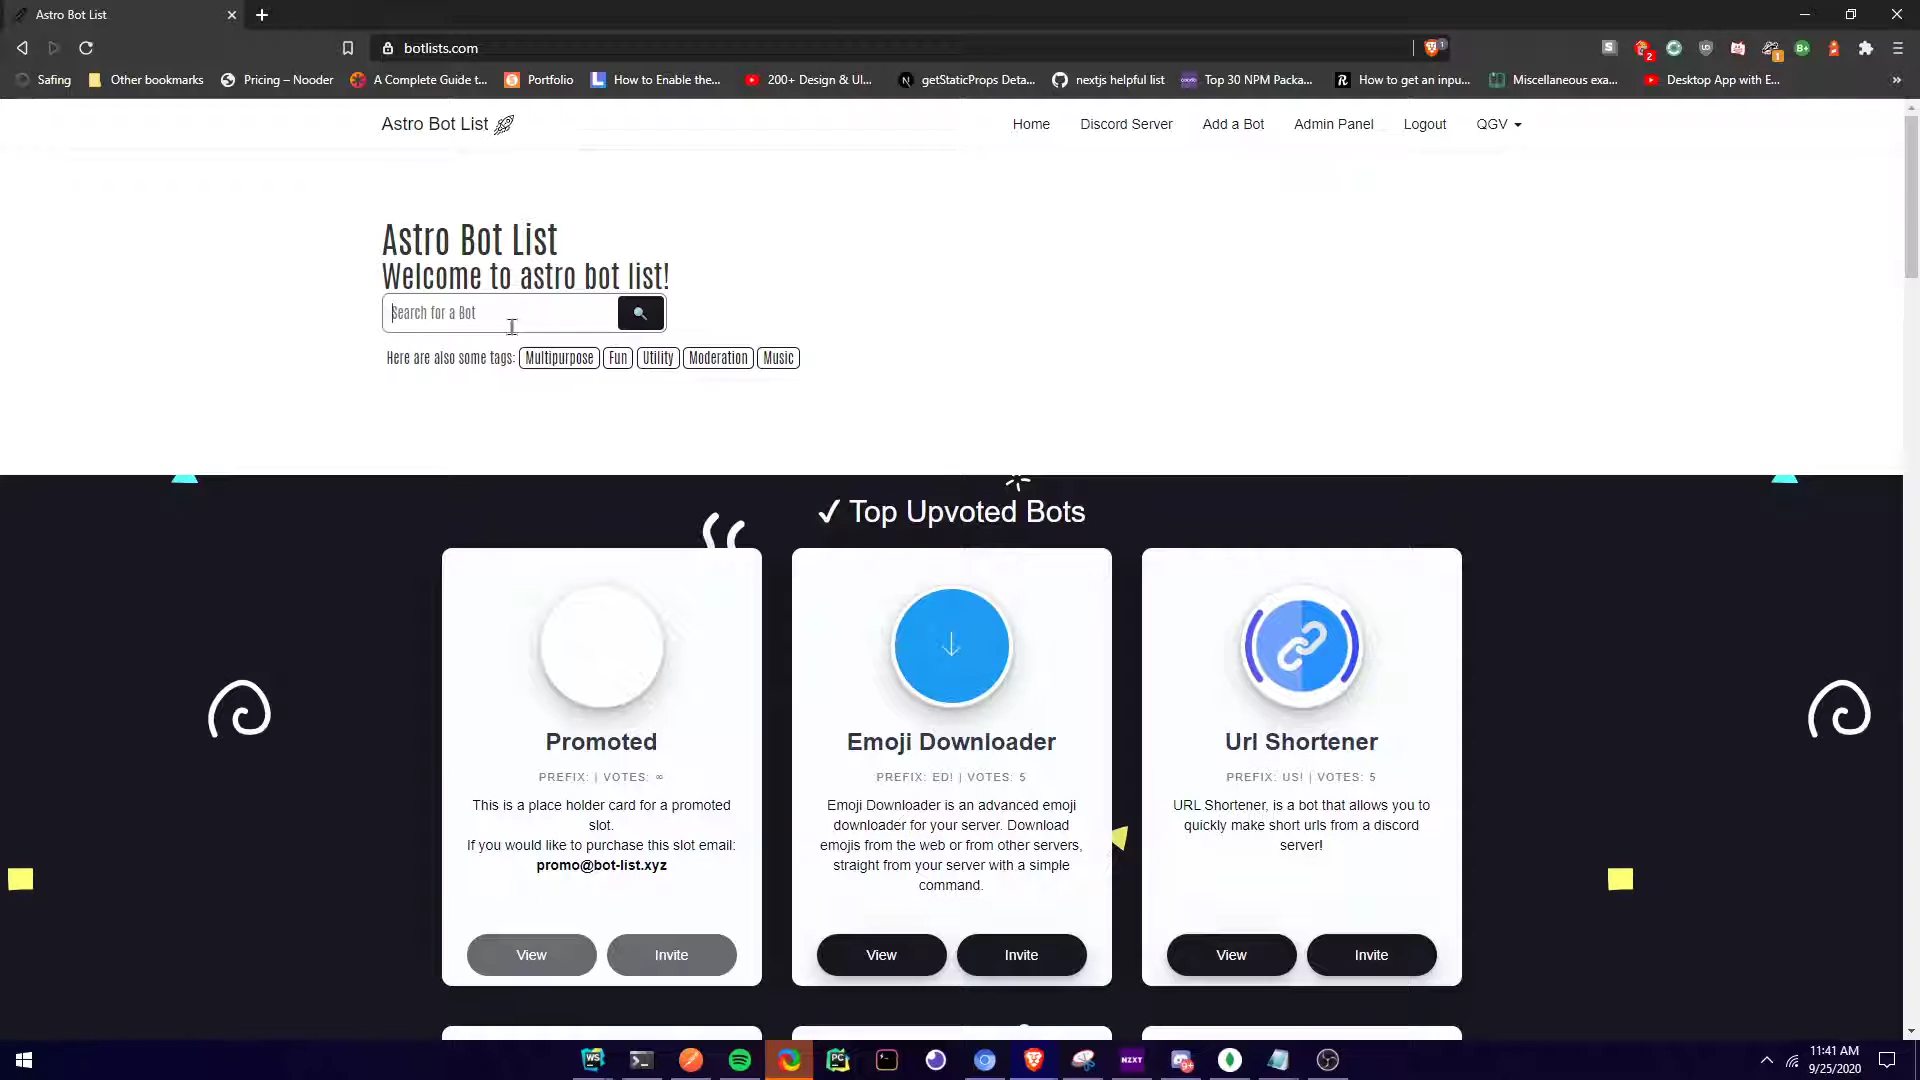 Astro Bot List
botlists.com
1
2
1
Safing
Other bookmarks
Pricing – Nooder
A Complete Guide t...
Portfolio
How to Enable the...
200+ Design & UI...
getStaticProps Deta...
nextjs helpful list
Top 30 NPM Packa...
How to get an inpu...
Miscellaneous exa...
Desktop App with E...
Astro Bot List
Home
Discord Server
Add a Bot
Admin Panel
Logout
QGV
Astro Bot List
Welcome to astro bot list!
Search for a Bot
Here are also some tags: Multipurpose Fun Utility Moderation Music
✓ Top Upvoted Bots
Promoted
PREFIX: | VOTES: ∞
This is a place holder card for a promoted
slot.
If you would like to purchase this slot email:
promo@bot-list.xyz
View
Invite
Emoji Downloader
PREFIX: ED! | VOTES: 5
Emoji Downloader is an advanced emoji
downloader for your server. Download
emojis from the web or from other servers,
straight from your server with a simple
command.
View
Invite
Url Shortener
PREFIX: US! | VOTES: 5
URL Shortener, is a bot that allows you to
quickly make short urls from a discord
server!
View
Invite
WS
PC
NZXT
11:41 AM
9/25/2020